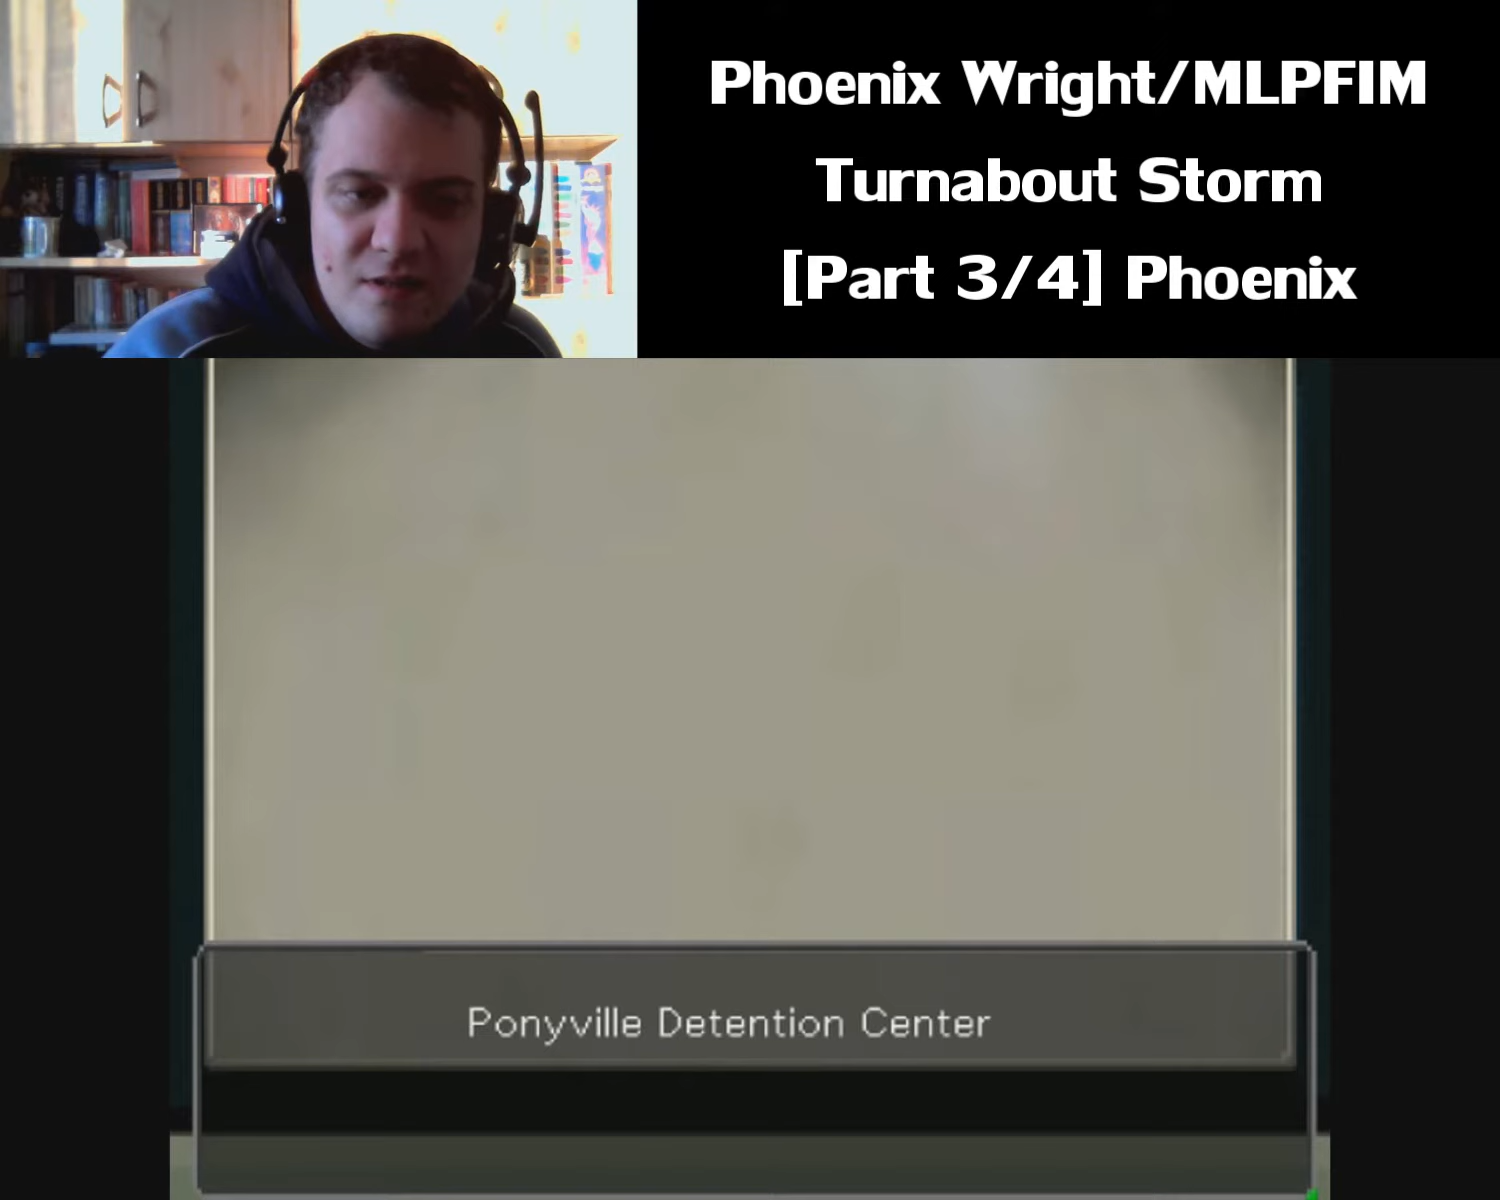 Phoenix Wright/MLPFIM
Turnabout Storm
[Part 3/4] Phoenix
Ponyville Detention Center